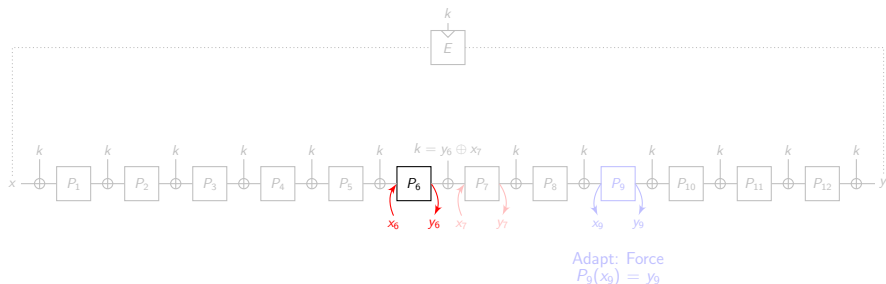 k
E
k k k k k k k = y₆ ⊕ x₇ k k k k k k
x P₁ P₂ P₃ P₄ P₅ P₆ P₇ P₈ P₉ P₁₀ P₁₁ P₁₂ y
x₆ y₆ x₇ y₇ x₉ y₉
Adapt: Force
P₉(x₉) = y₉